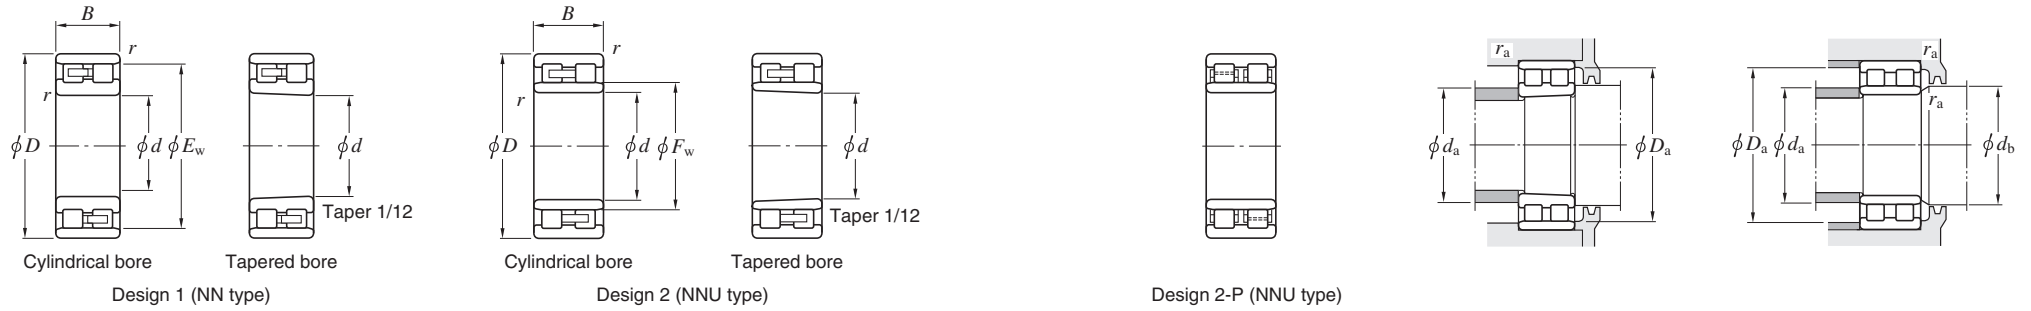 B
r
r
φD
φd
φEw
φd
Taper 1/12
Cylindrical bore
Tapered bore
Design 1 (NN type)
B
r
r
φD
φd
φFw
φd
Taper 1/12
Cylindrical bore
Tapered bore
Design 2 (NNU type)
Design 2-P (NNU type)
ra
φda
φDa
ra
ra
φDa
φda
φdb